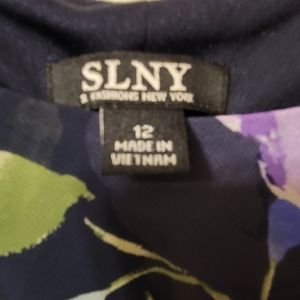 SLNY
S. L. FASHIONS NEW YORK
12
MADE IN
VIETNAM